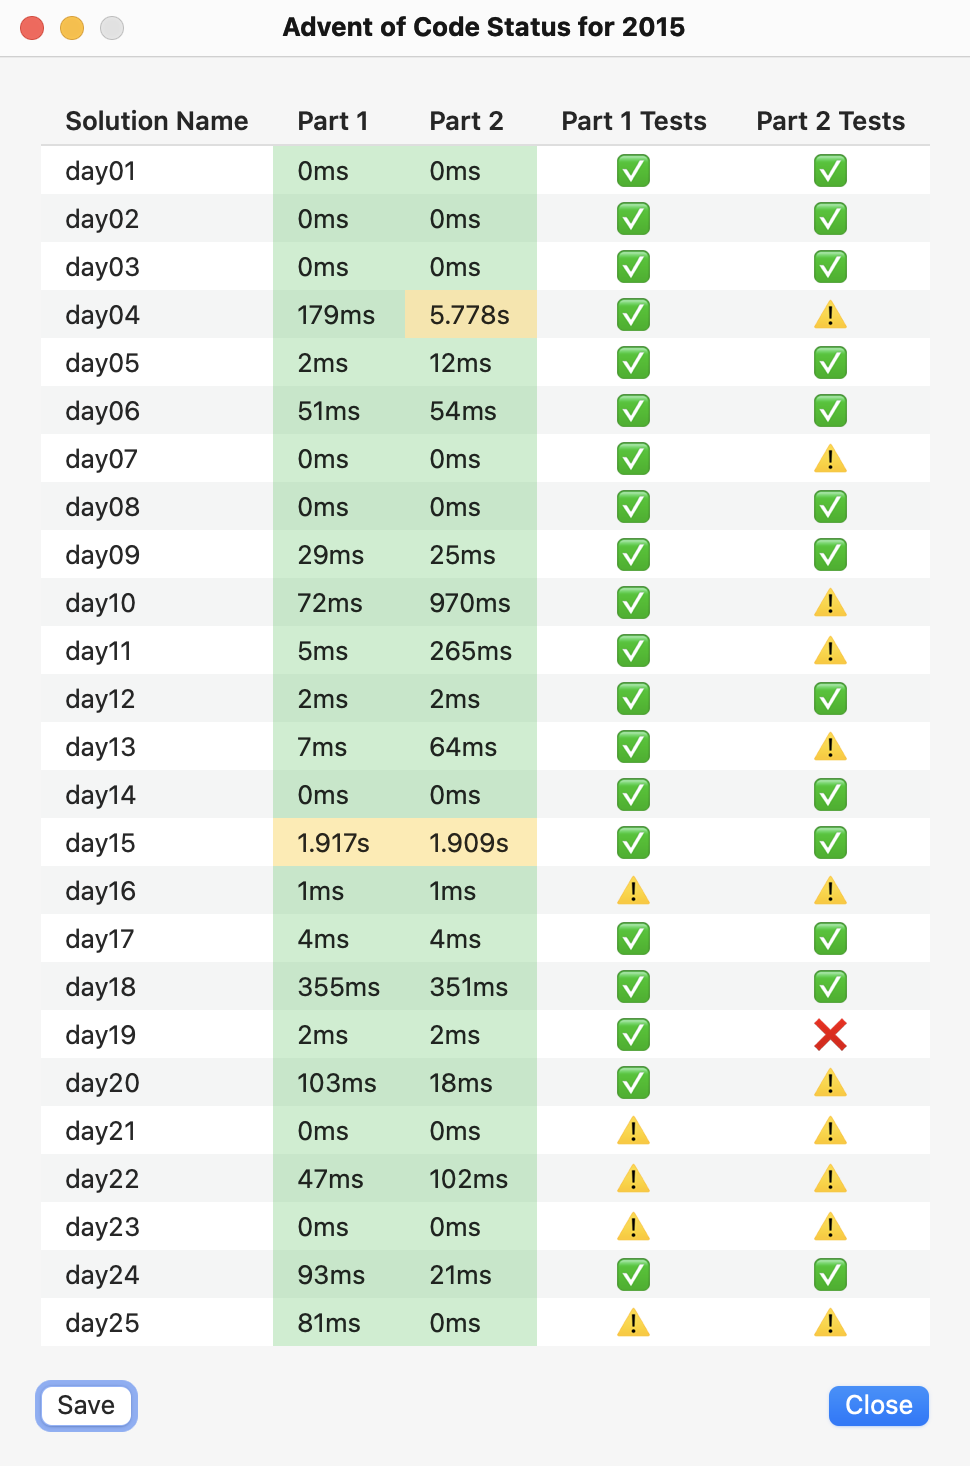 Advent of Code Status for 2015
Solution Name Part 1 Part 2 Part 1 Tests Part 2 Tests
day01 0ms 0ms ✅ ✅
day02 0ms 0ms ✅ ✅
day03 0ms 0ms ✅ ✅
day04 179ms 5.778s ✅ ⚠️
day05 2ms 12ms ✅ ✅
day06 51ms 54ms ✅ ✅
day07 0ms 0ms ✅ ⚠️
day08 0ms 0ms ✅ ✅
day09 29ms 25ms ✅ ✅
day10 72ms 970ms ✅ ⚠️
day11 5ms 265ms ✅ ⚠️
day12 2ms 2ms ✅ ✅
day13 7ms 64ms ✅ ⚠️
day14 0ms 0ms ✅ ✅
day15 1.917s 1.909s ✅ ✅
day16 1ms 1ms ⚠️ ⚠️
day17 4ms 4ms ✅ ✅
day18 355ms 351ms ✅ ✅
day19 2ms 2ms ✅ ❌
day20 103ms 18ms ✅ ⚠️
day21 0ms 0ms ⚠️ ⚠️
day22 47ms 102ms ⚠️ ⚠️
day23 0ms 0ms ⚠️ ⚠️
day24 93ms 21ms ✅ ✅
day25 81ms 0ms ⚠️ ⚠️
Save Close